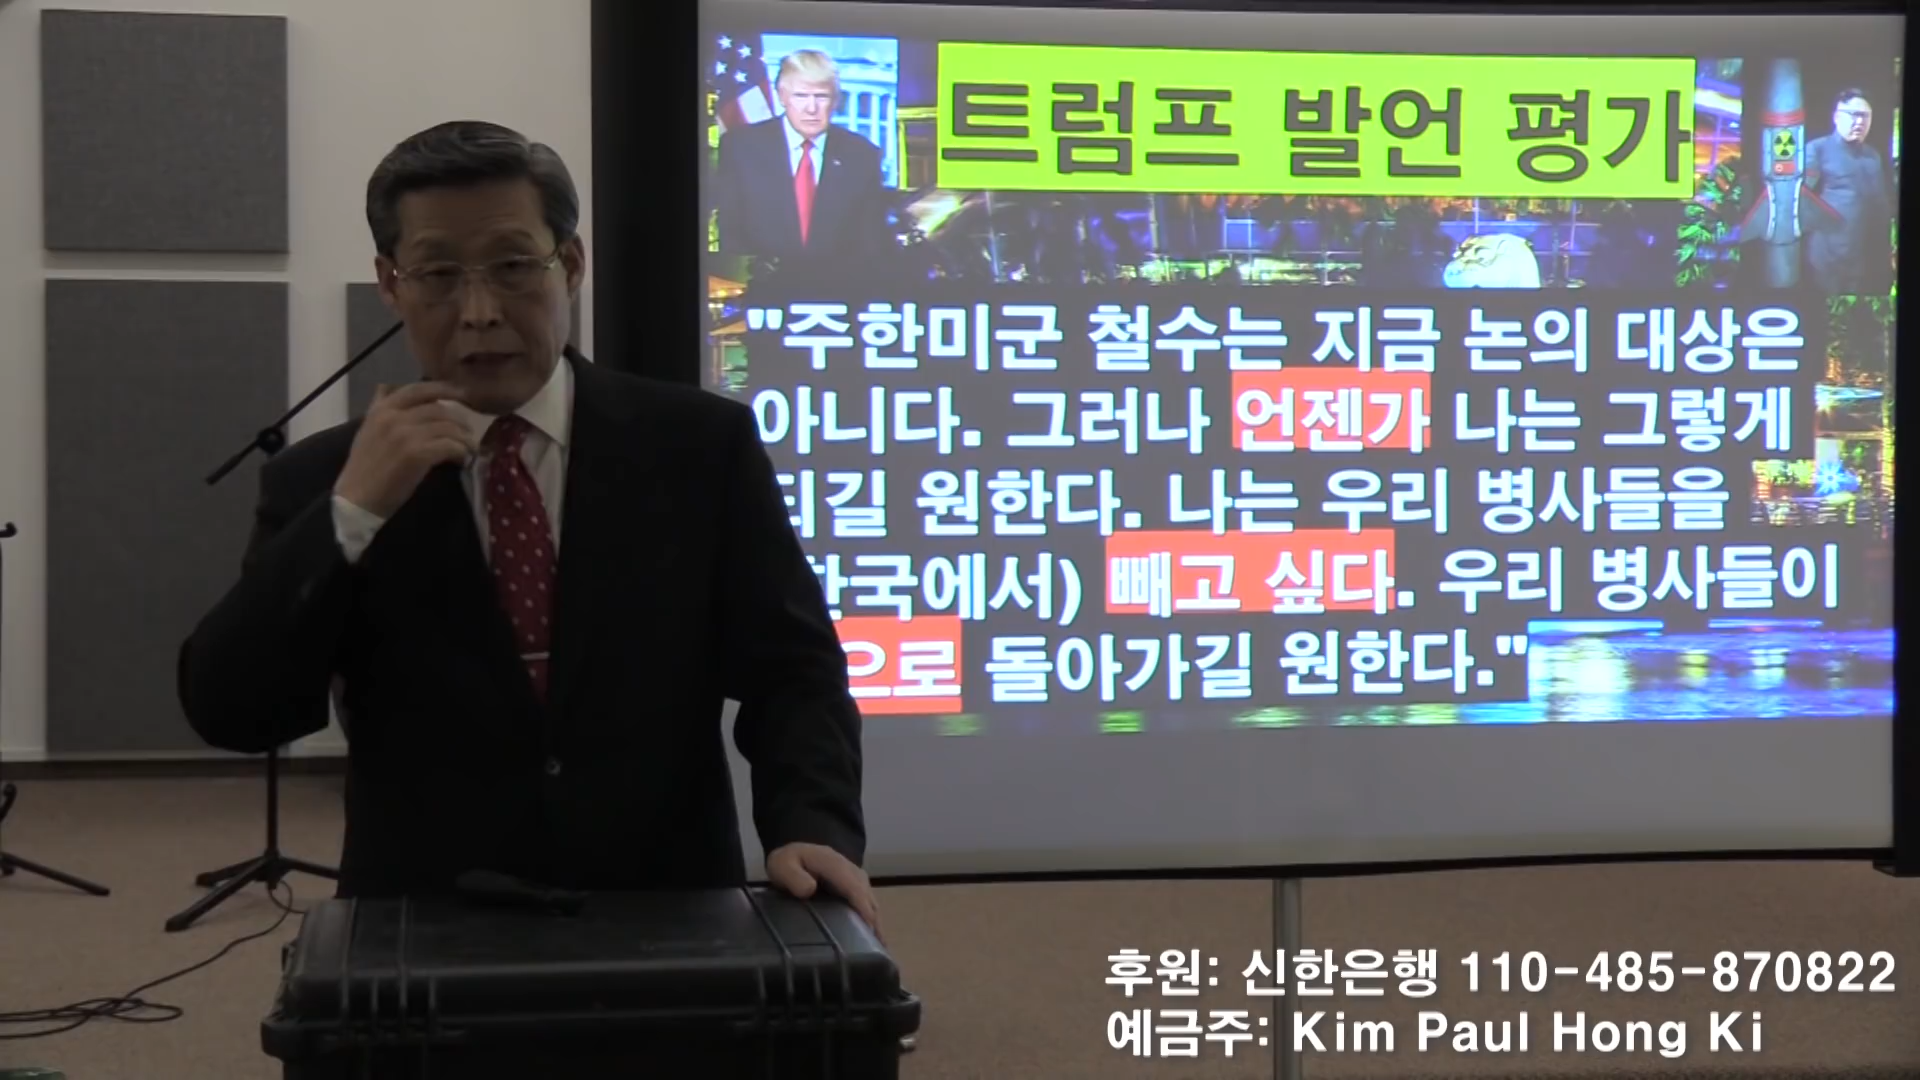 트럼프 발언 평가
"주한미군 철수는 지금 논의 대상은
아니다. 그러나 언젠가 나는 그렇게
되길 원한다. 나는 우리 병사들을
한국에서) 빼고 싶다. 우리 병사들이
으로 돌아가길 원한다."
후원: 신한은행 110-485-870822
예금주: Kim Paul Hong Ki